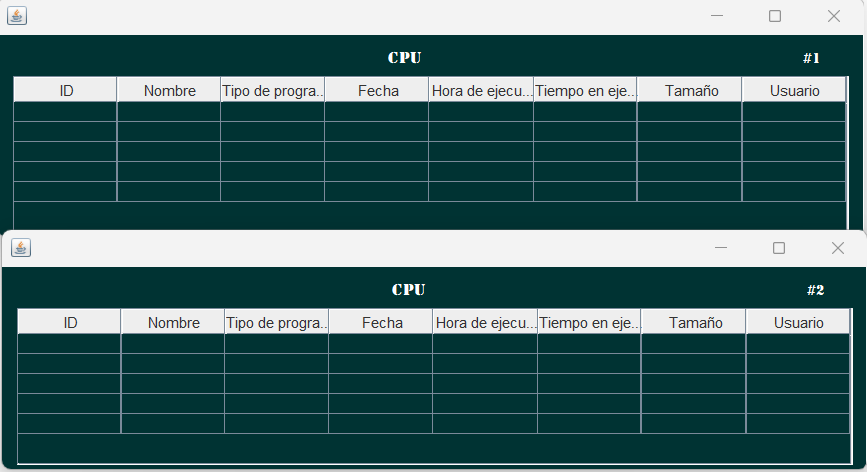 CPU #1
ID Nombre Tipo de progra... Fecha Hora de ejecu... Tiempo en eje... Tamaño Usuario
CPU #2
ID Nombre Tipo de progra... Fecha Hora de ejecu... Tiempo en eje... Tamaño Usuario